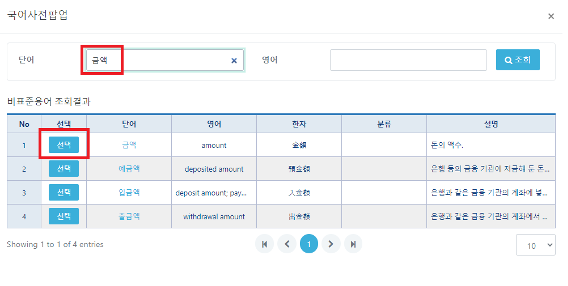 국어사전팝업 ×
단어 금액 × 영어 조회
비표준용어 조회결과
No 선택 단어 영어 한자 분류 설명
1 선택 금액 amount 金額 돈의 액수.
2 선택 예금액 deposited amount 預金額 은행 등의 금융 기관에 저금해 둔 돈...
3 선택 입금액 deposit amount; pay... 入金額 은행과 같은 금융 기관의 계좌에 넣...
4 선택 출금액 withdrawal amount 出金額 은행과 같은 금융 기관의 계좌에서 ...
Showing 1 to 1 of 4 entries 1 10